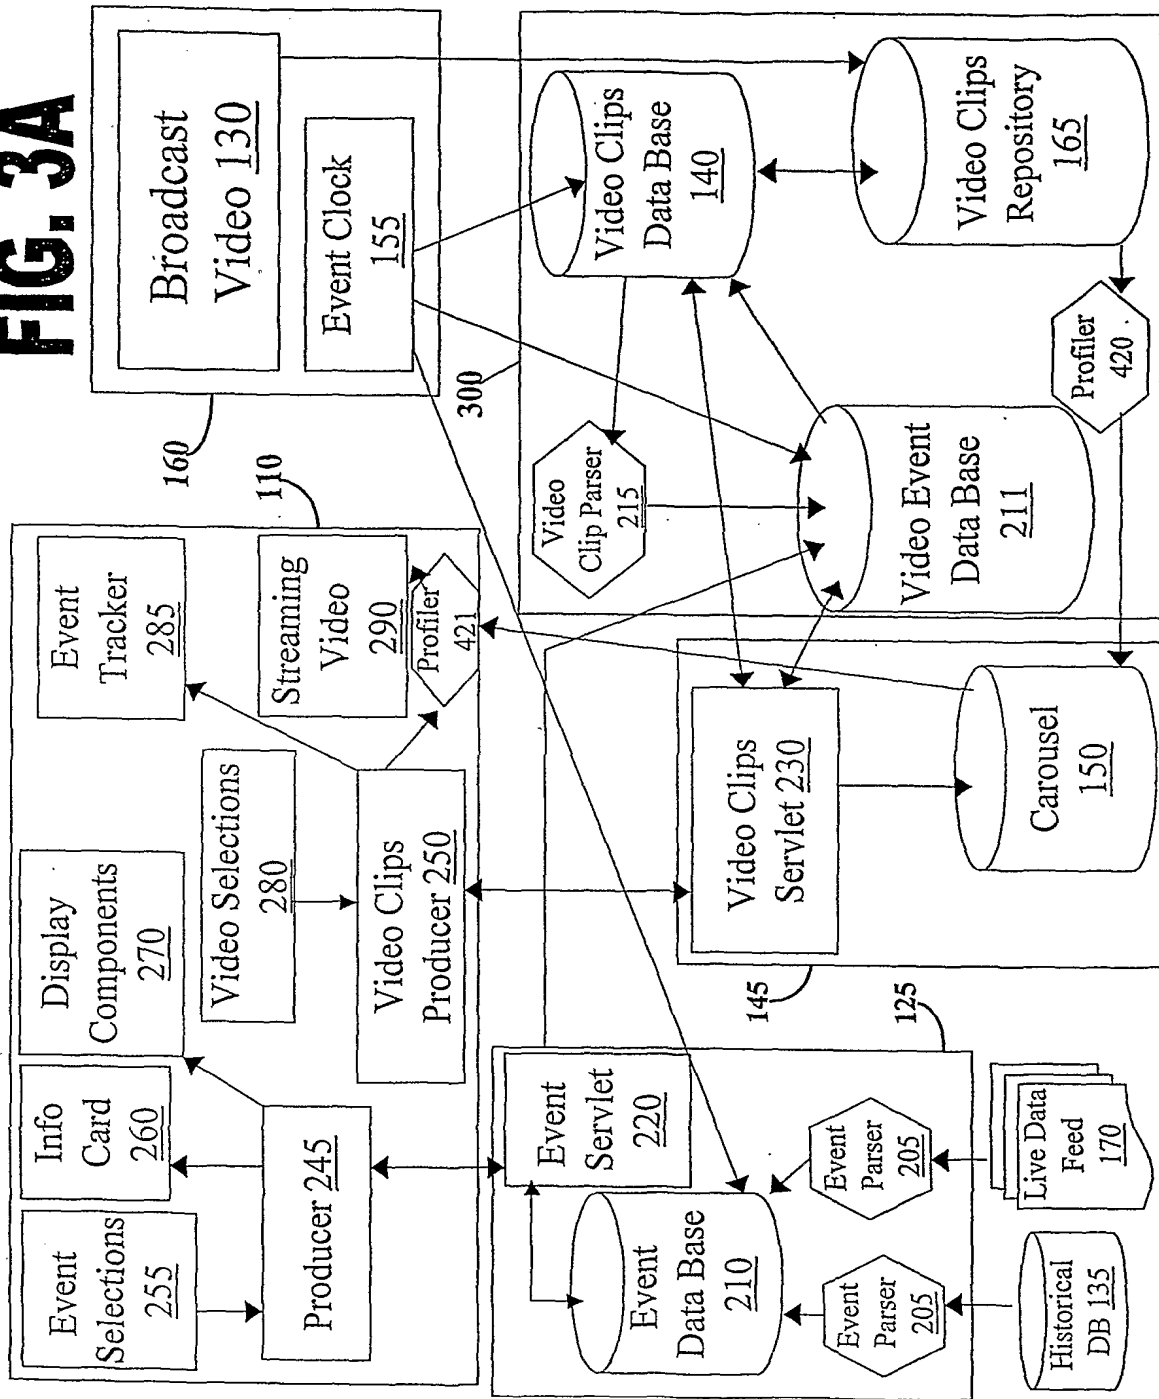 FIG. 3A
Event
Selections
255
Info
Card
260
Display
Components
270
Event
Tracker
285
Video Selections
280
Streaming
Video
290
Profiler
421
Producer 245
Video Clips
Producer 250
110
160
Broadcast
Video 130
Event Clock
155
Event
Servlet
220
Event
Data Base
210
Event
Parser
205
Event
Parser
205
Historical
DB 135
Live Data
Feed
170
125
145
Video Clips
Servlet 230
Carousel
150
300
Video
Clip Parser
215
Video Clips
Data Base
140
Video Event
Data Base
211
Video Clips
Repository
165
Profiler
420